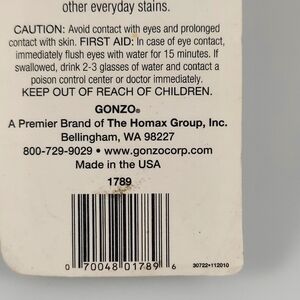 other everyday stains.
CAUTION: Avoid contact with eyes and prolonged
contact with skin. FIRST AID: In case of eye contact,
immediately flush eyes with water for 15 minutes. If
swallowed, drink 2-3 glasses of water and contact a
poison control center or doctor immediately.
KEEP OUT OF REACH OF CHILDREN.
GONZO®
A Premier Brand of The Homax Group, Inc.
Bellingham, WA 98227
800-729-9029 • www.gonzocorp.com
Made in the USA
1789
0 70048 01789 6
30722•112010